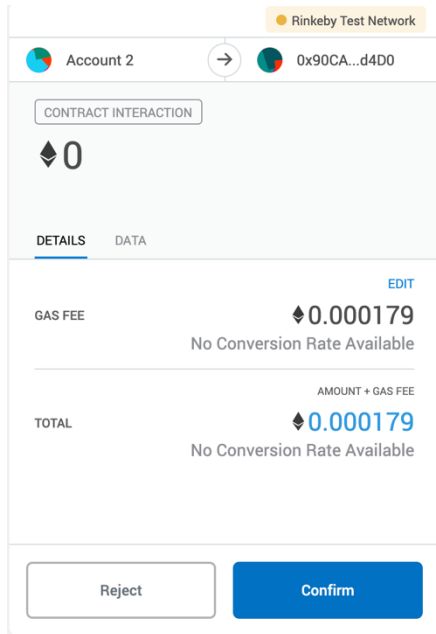 Rinkeby Test Network
Account 2
0x90CA...d4D0
CONTRACT INTERACTION
0
DETAILS DATA
EDIT
GAS FEE
0.000179
No Conversion Rate Available
AMOUNT + GAS FEE
TOTAL
0.000179
No Conversion Rate Available
Reject
Confirm